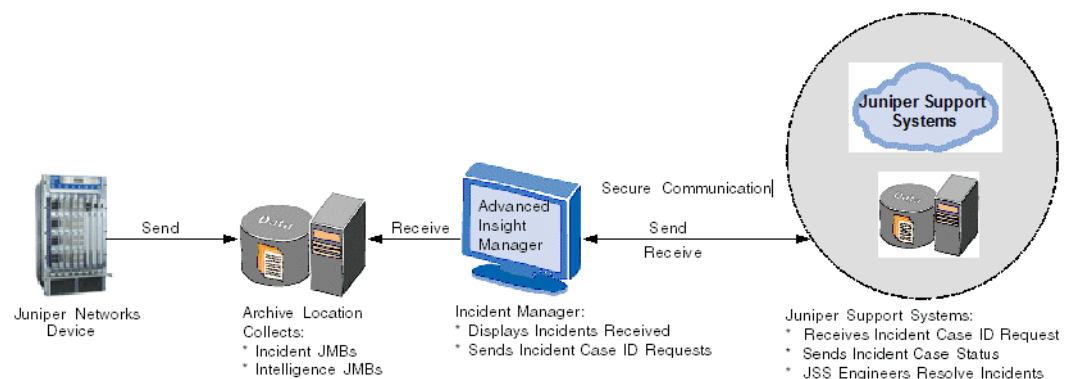 Juniper Support
Systems
Secure Communication
Data
Data
Advanced
Insight
Manager
Send
Receive
Send
Receive
Juniper Networks
Device
Archive Location
Collects:
* Incident JMBs
* Intelligence JMBs
Incident Manager:
* Displays Incidents Received
* Sends Incident Case ID Requests
Juniper Support Systems:
* Receives Incident Case ID Request
* Sends Incident Case Status
* JSS Engineers Resolve Incidents